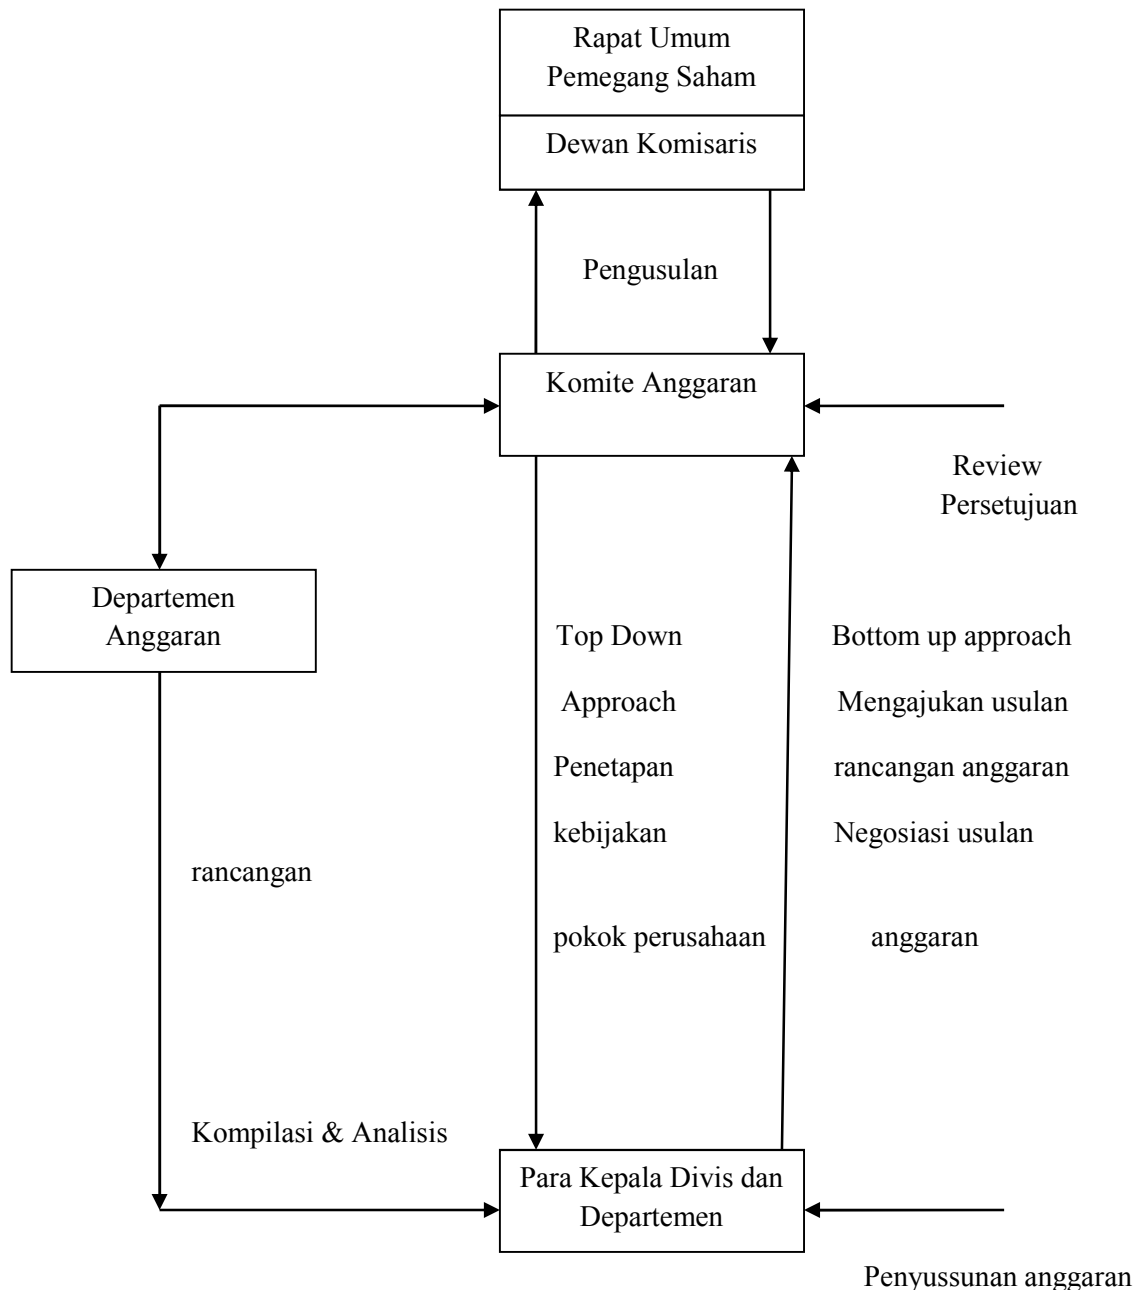 Rapat Umum
Pemegang Saham
Dewan Komisaris
Pengusulan
Komite Anggaran
Review
Persetujuan
Departemen
Anggaran
Top Down
Approach
Penetapan
kebijakan
pokok perusahaan
Bottom up approach
Mengajukan usulan
rancangan anggaran
Negosiasi usulan
anggaran
rancangan
Kompilasi & Analisis
Para Kepala Divis dan
Departemen
Penyussunan anggaran